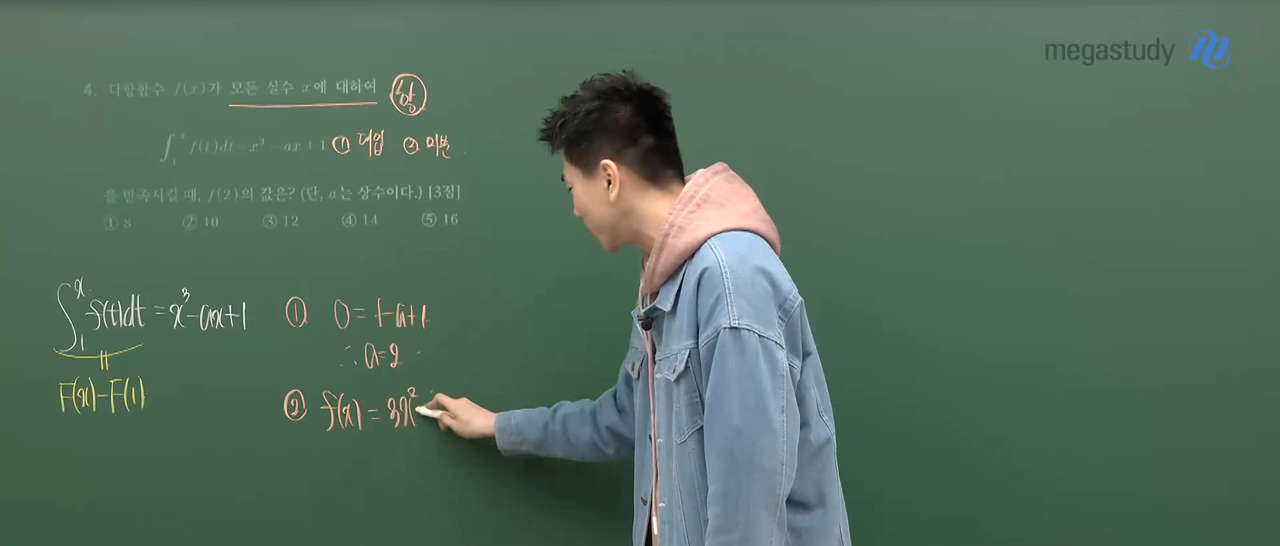 megastudy
4. 다항함수 f(x)가 모든 실수 x에 대하여 항
∫₁ˣ f(t)dt = x³ - ax + 1 ① 대입 ② 미분
을 만족시킬 때, f(2)의 값은? (단, a는 상수이다.) [3점]
① 8 ② 10 ③ 12 ④ 14 ⑤ 16
∫₁ˣ f(t)dt = x³ - ax + 1
F(x) - F(1)
① 0 = 1 - a + 1
∴ a = 2
② f(x) = 3x²